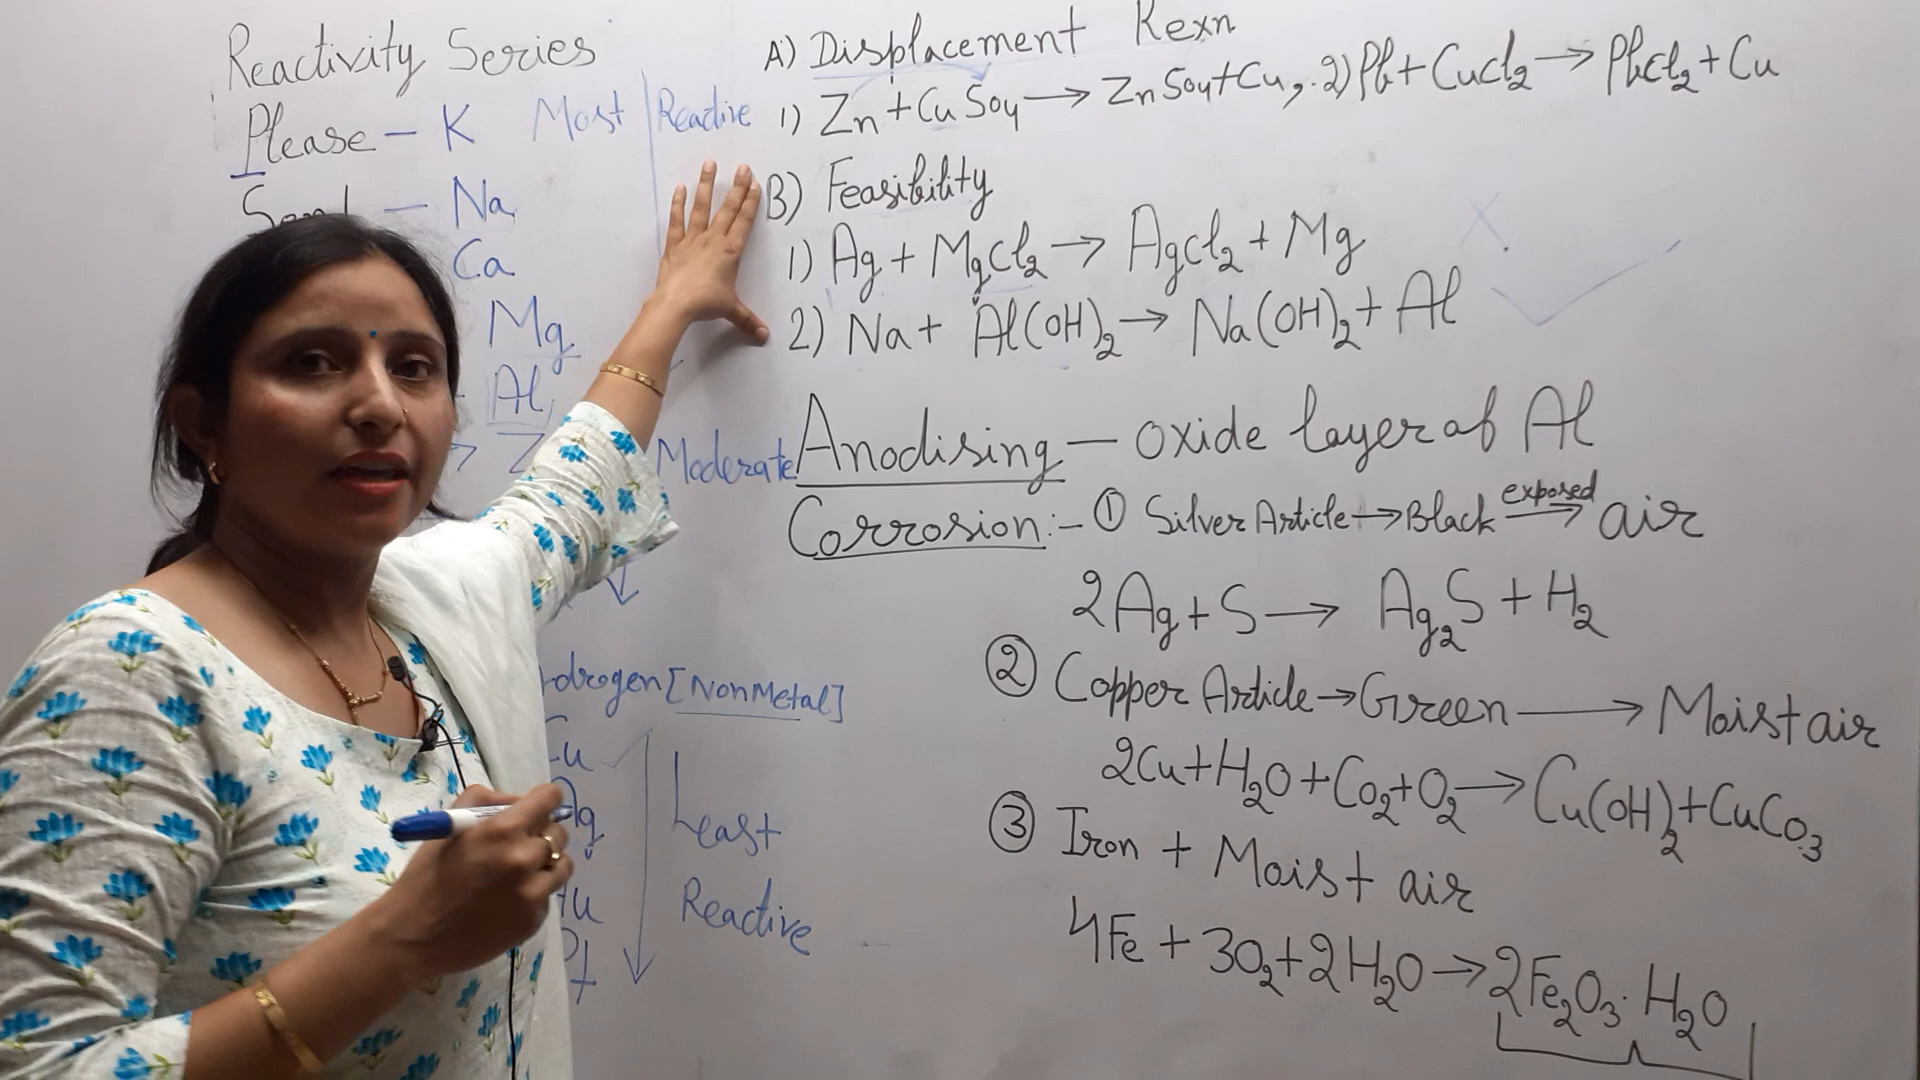 Reactivity Series
Please – K Most Reactive
– Na
Ca
Mg
Al
Moderate
drogen [NonMetal]
Cu
Ag
Au
Pt
Least
Reactive
A) Displacement Rexn
1) Zn + CuSo4 → ZnSo4 + Cu, 2) Pb + CuCl2 → PbCl2 + Cu
B) Feasibility
1) Ag + MgCl2 → AgCl2 + Mg
2) Na + Al(OH)2 → Na(OH)2 + Al
Anodising – Oxide layer of Al
Corrosion :- ① Silver Article → Black exposed → air
2Ag + S → Ag2S + H2
② Copper Article → Green → Moist air
2Cu + H2O + Co2 + O2 → Cu(OH)2 + CuCo3
③ Iron + Moist air
4Fe + 3O2 + 2H2O → 2Fe2O3. H2O